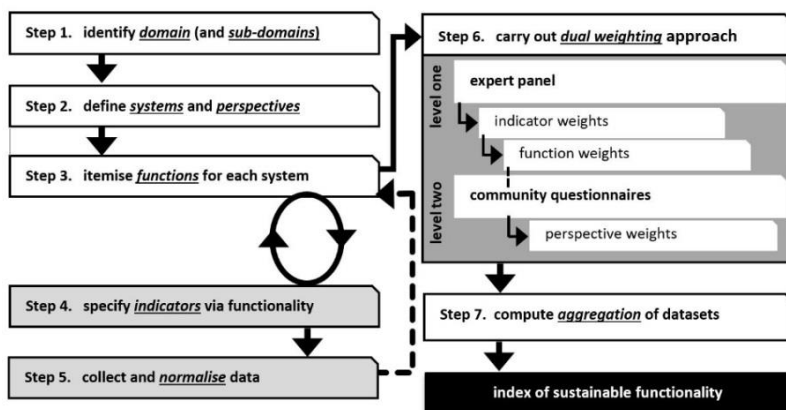 Step 1. identify domain (and sub-domains)
Step 2. define systems and perspectives
Step 3. itemise functions for each system
Step 4. specify indicators via functionality
Step 5. collect and normalise data
Step 6. carry out dual weighting approach
level one
expert panel
indicator weights
function weights
level two
community questionnaires
perspective weights
Step 7. compute aggregation of datasets
index of sustainable functionality